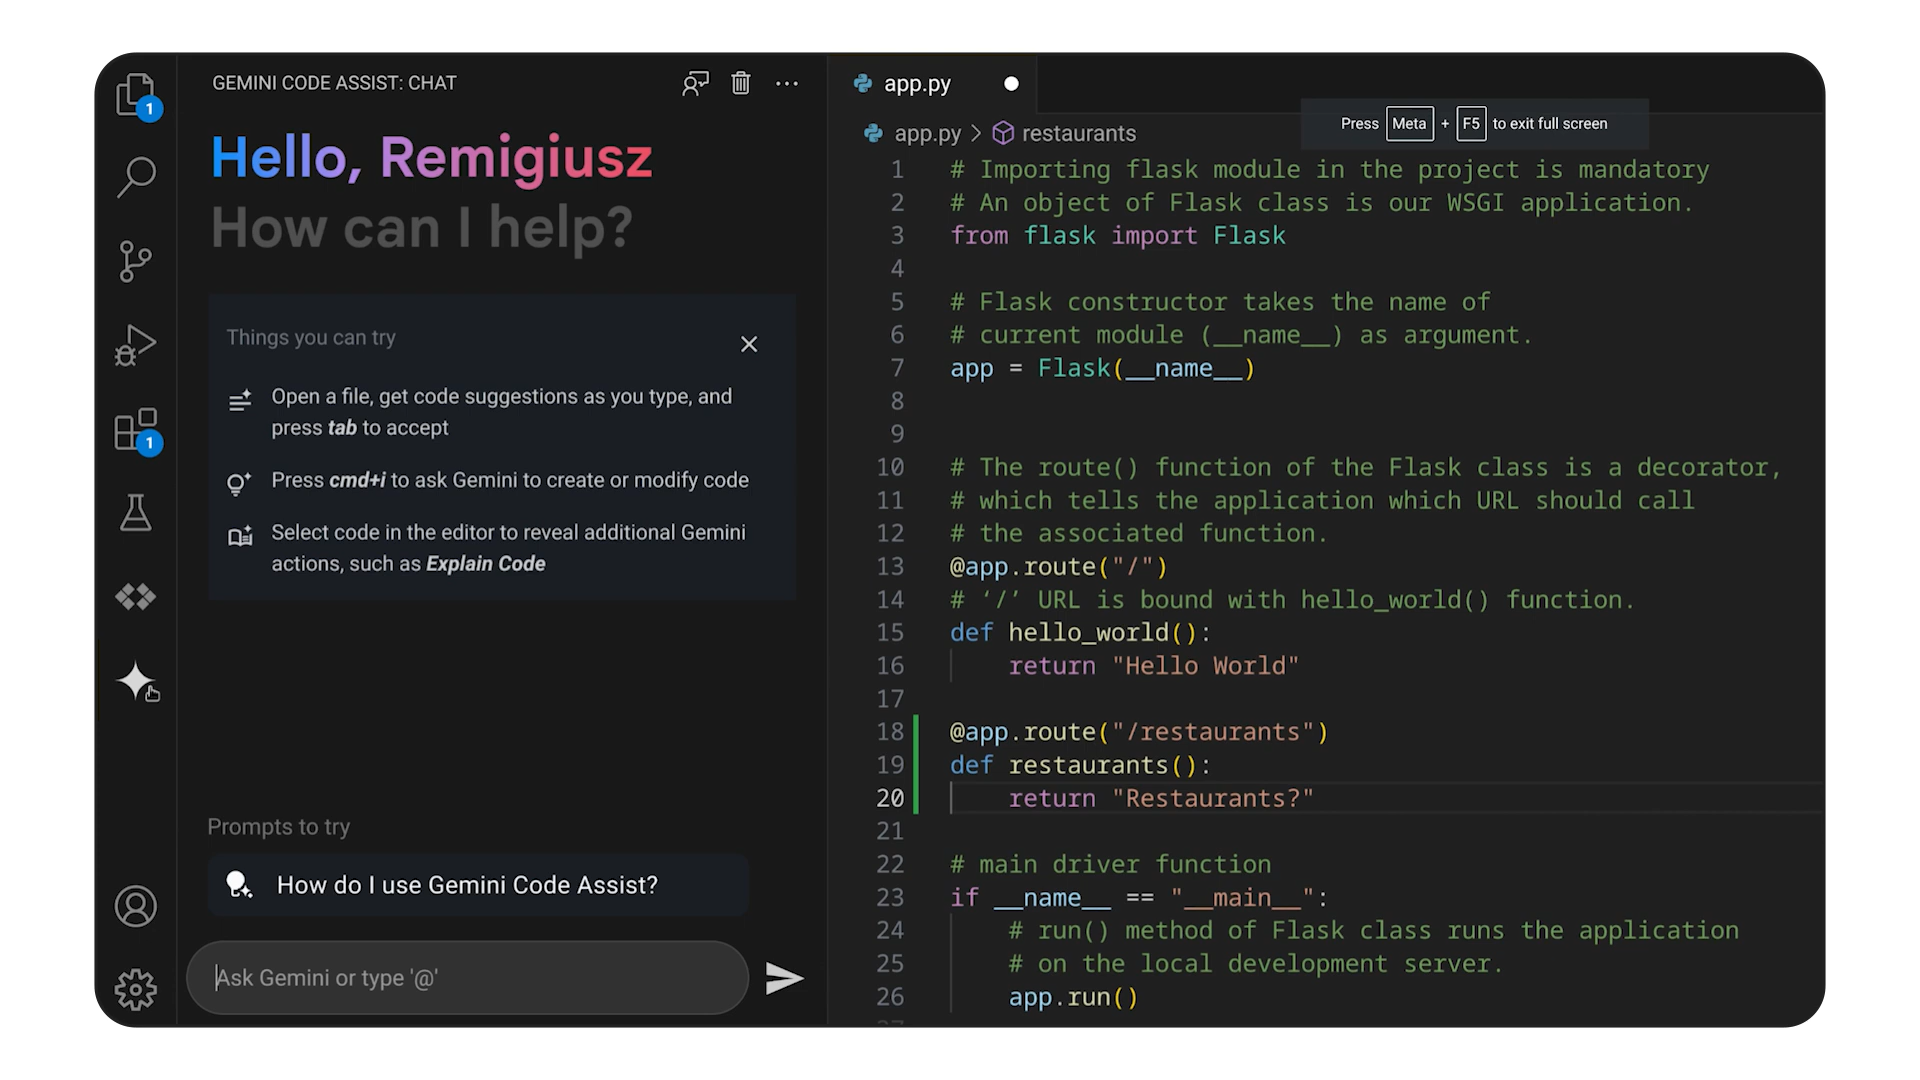 GEMINI CODE ASSIST: CHAT
Hello, Remigiusz
How can I help?
Things you can try
Open a file, get code suggestions as you type, and
press tab to accept
Press cmd+i to ask Gemini to create or modify code
Select code in the editor to reveal additional Gemini
actions, such as Explain Code
Prompts to try
How do I use Gemini Code Assist?
Ask Gemini or type '@'
1
1
app.py
Press Meta + F5 to exit full screen
app.py > restaurants
1 # Importing flask module in the project is mandatory
2 # An object of Flask class is our WSGI application.
3 from flask import Flask
4
5 # Flask constructor takes the name of
6 # current module (__name__) as argument.
7 app = Flask(__name__)
8
9
10 # The route() function of the Flask class is a decorator,
11 # which tells the application which URL should call
12 # the associated function.
13 @app.route("/")
14 # ‘/’ URL is bound with hello_world() function.
15 def hello_world():
16     return "Hello World"
17
18 @app.route("/restaurants")
19 def restaurants():
20     return "Restaurants?"
21
22 # main driver function
23 if __name__ == "__main__":
24     # run() method of Flask class runs the application
25     # on the local development server.
26     app.run()